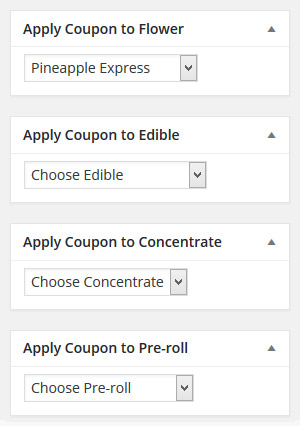 Apply Coupon to Flower
Pineapple Express
Apply Coupon to Edible
Choose Edible
Apply Coupon to Concentrate
Choose Concentrate
Apply Coupon to Pre-roll
Choose Pre-roll